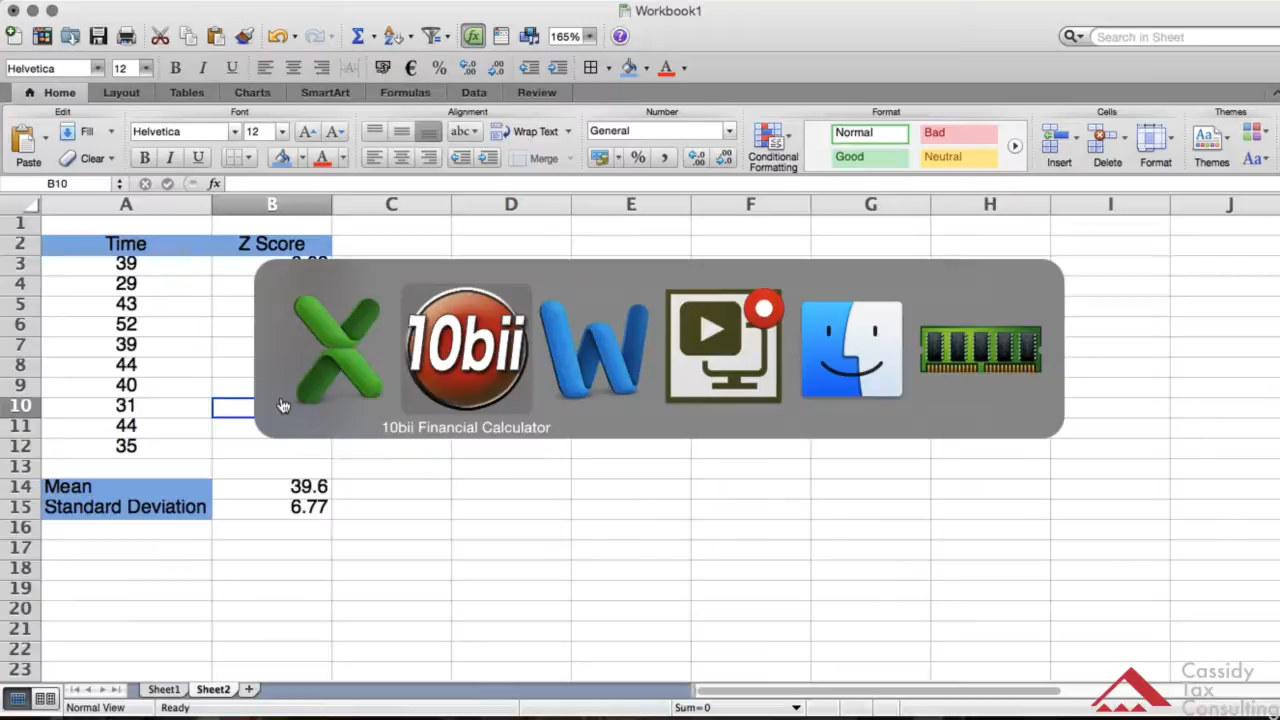 Workbook1
165%
Search in Sheet
Helvetica 12 B I U
Home Layout Tables Charts SmartArt Formulas Data Review
Edit Font Alignment Number Format Cells Themes
Paste Fill Clear Helvetica 12 A A abc Wrap Text General Normal Bad
B I U A Merge % Good Neutral
Conditional Formatting Insert Delete Format Themes Aa
B10 fx
A B C D E F G H I J
1
2 Time Z Score
3 39
4 29
5 43
6 52
7 39
8 44
9 40
10 31
11 44
12 35
13
14 Mean 39.6
15 Standard Deviation 6.77
16
17
18
19
20
21
22
23
10bii
10bii Financial Calculator
Sheet1 Sheet2
Normal View Ready Sum=0
Cassidy
Tax
Consulting